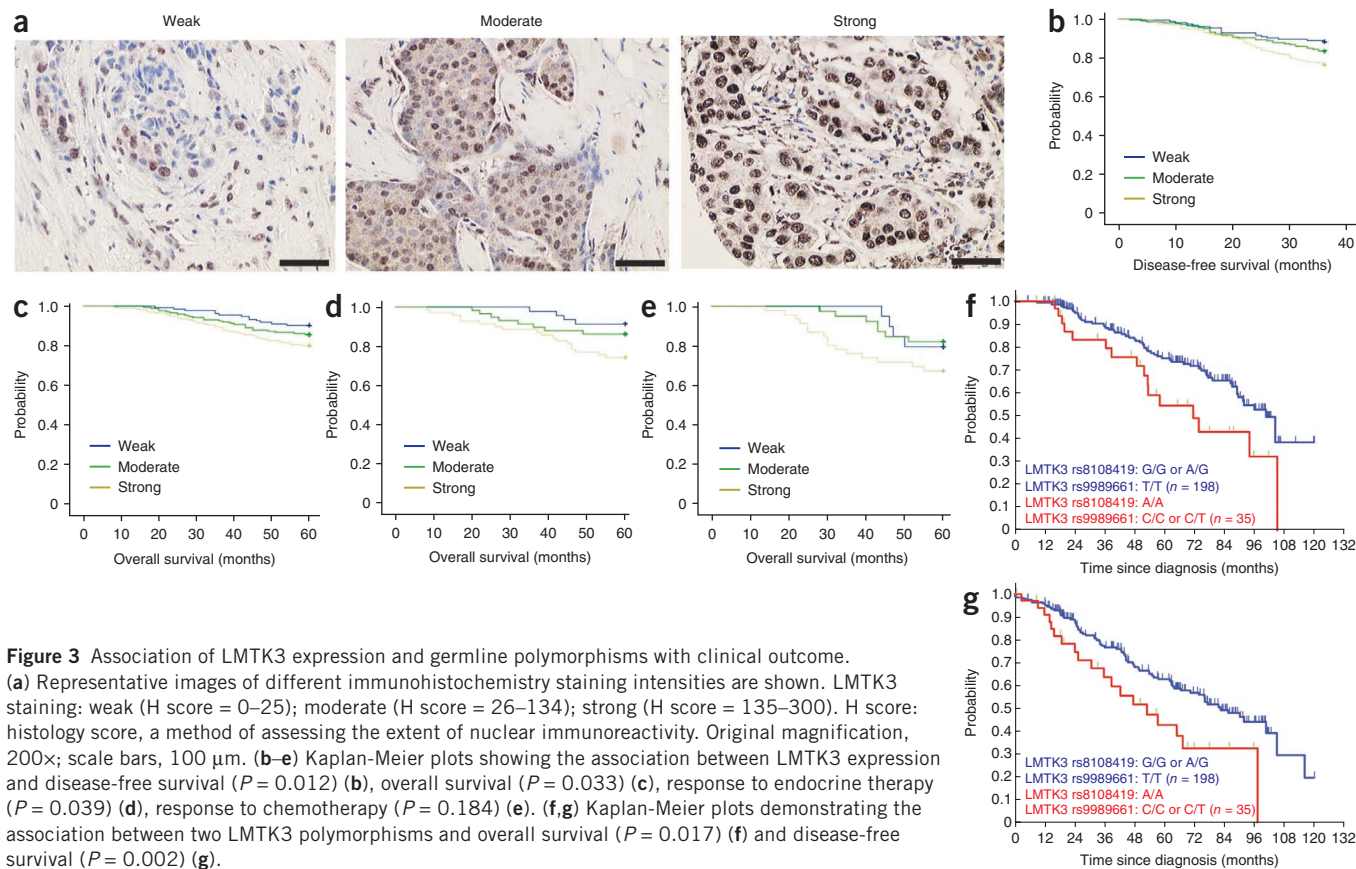 a
Weak
Moderate
Strong
b
1.0
0.8
0.6
0.4
0.2
0
Probability
Weak
Moderate
Strong
0 10 20 30 40
Disease-free survival (months)
c
1.0
0.8
0.6
0.4
0.2
0
Probability
Weak
Moderate
Strong
0 10 20 30 40 50 60
Overall survival (months)
d
1.0
0.8
0.6
0.4
0.2
0
Probability
Weak
Moderate
Strong
0 10 20 30 40 50 60
Overall survival (months)
e
1.0
0.8
0.6
0.4
0.2
0
Probability
Weak
Moderate
Strong
0 10 20 30 40 50 60
Overall survival (months)
f
1.0
0.9
0.8
0.7
0.6
0.5
0.4
0.3
0.2
0.1
0
Probability
LMTK3 rs8108419: G/G or A/G
LMTK3 rs9989661: T/T (n = 198)
LMTK3 rs8108419: A/A
LMTK3 rs9989661: C/C or C/T (n = 35)
0 12 24 36 48 60 72 84 96 108 120 132
Time since diagnosis (months)
g
1.0
0.9
0.8
0.7
0.6
0.5
0.4
0.3
0.2
0.1
0
Probability
LMTK3 rs8108419: G/G or A/G
LMTK3 rs9989661: T/T (n = 198)
LMTK3 rs8108419: A/A
LMTK3 rs9989661: C/C or C/T (n = 35)
0 12 24 36 48 60 72 84 96 108 120 132
Time since diagnosis (months)
Figure 3 Association of LMTK3 expression and germline polymorphisms with clinical outcome.
(a) Representative images of different immunohistochemistry staining intensities are shown. LMTK3
staining: weak (H score = 0–25); moderate (H score = 26–134); strong (H score = 135–300). H score:
histology score, a method of assessing the extent of nuclear immunoreactivity. Original magnification,
200×; scale bars, 100 μm. (b–e) Kaplan-Meier plots showing the association between LMTK3 expression
and disease-free survival (P = 0.012) (b), overall survival (P = 0.033) (c), response to endocrine therapy
(P = 0.039) (d), response to chemotherapy (P = 0.184) (e). (f,g) Kaplan-Meier plots demonstrating the
association between two LMTK3 polymorphisms and overall survival (P = 0.017) (f) and disease-free
survival (P = 0.002) (g).